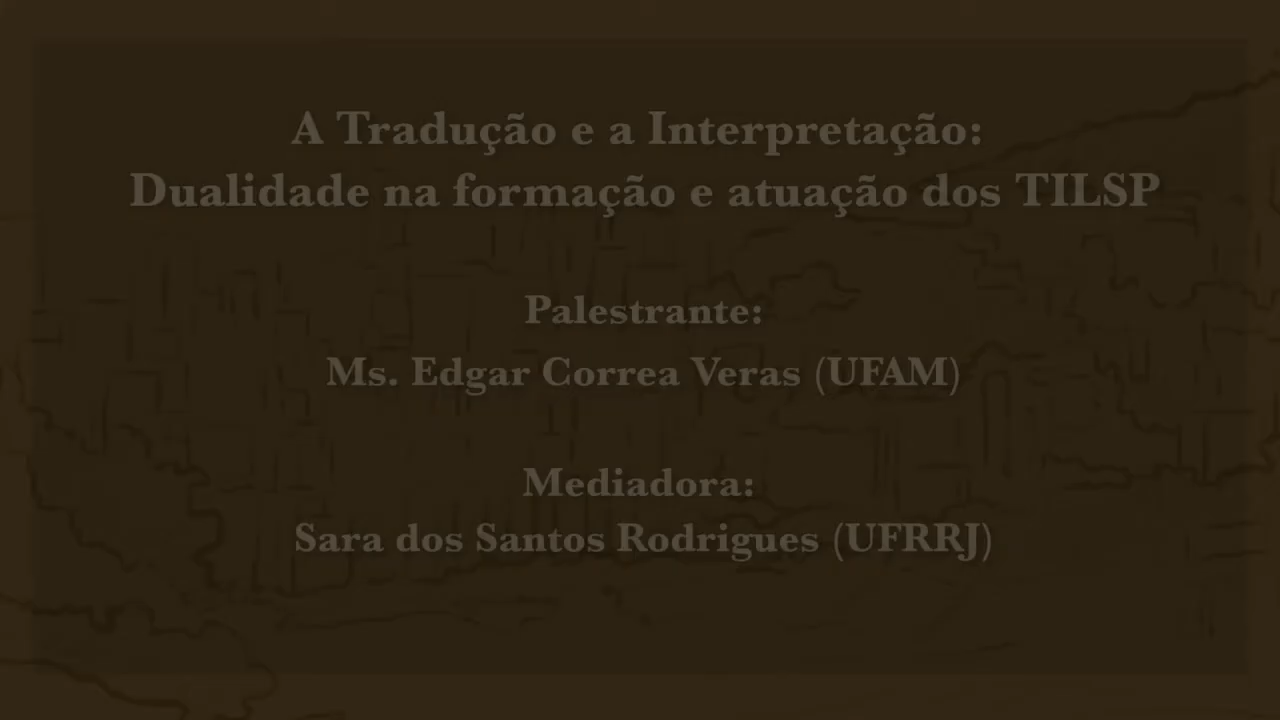 A Tradução e a Interpretação:
Dualidade na formação e atuação dos TILSP
Palestrante:
Ms. Edgar Correa Veras (UFAM)
Mediadora:
Sara dos Santos Rodrigues (UFRRJ)